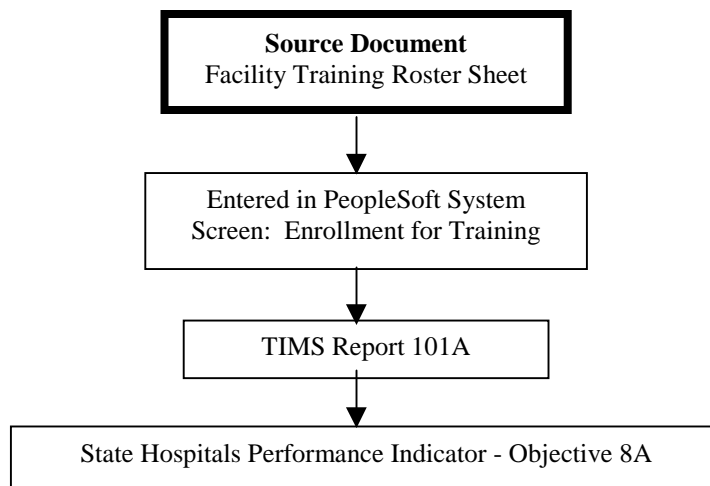 Source Document
Facility Training Roster Sheet
Entered in PeopleSoft System
Screen:  Enrollment for Training
TIMS Report 101A
State Hospitals Performance Indicator - Objective 8A